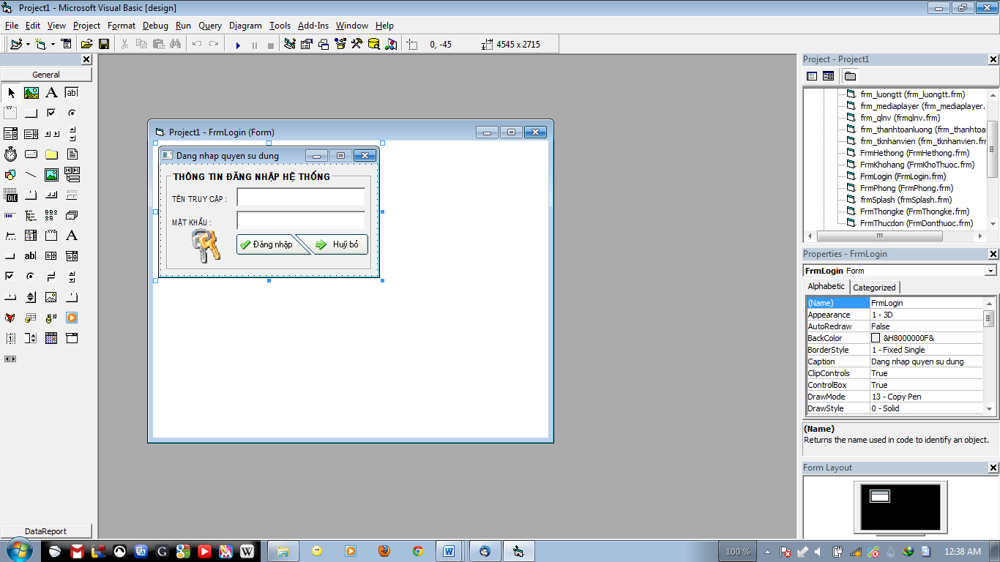 Project1 - Microsoft Visual Basic [design]
File Edit View Project Format Debug Run Query Diagram Tools Add-Ins Window Help
0, -45 4545 x 2715
General
DataReport
Project1 - FrmLogin (Form)
Dang nhap quyen su dung
THÔNG TIN ĐĂNG NHẬP HỆ THỐNG
TÊN TRUY CẬP :
MẬT KHẨU :
Đăng nhập Huỹ bỏ
Project - Project1
frm_luongtt (frm_luongtt.frm)
frm_mediaplayer (frm_mediaplayer.
frm_qlnv (frmqlnv.frm)
frm_thanhtoanluong (frm_thanhtoa
frm_tknhanvien (frm_tknhanvien.frm
FrmHethong (FrmHethong.frm)
FrmKhohang (FrmKhoThuoc.frm)
FrmLogin (FrmLogin.frm)
FrmPhong (FrmPhong.frm)
frmSplash (frmSplash.frm)
FrmThongke (FrmThongke.frm)
FrmThucdon (FrmDonthuoc.frm)
Properties - FrmLogin
FrmLogin Form
Alphabetic Categorized
(Name) FrmLogin
Appearance 1 - 3D
AutoRedraw False
BackColor &H8000000F&
BorderStyle 1 - Fixed Single
Caption Dang nhap quyen su dung
ClipControls True
ControlBox True
DrawMode 13 - Copy Pen
DrawStyle 0 - Solid
(Name)
Returns the name used in code to identify an object.
Form Layout
100 % 12:38 AM